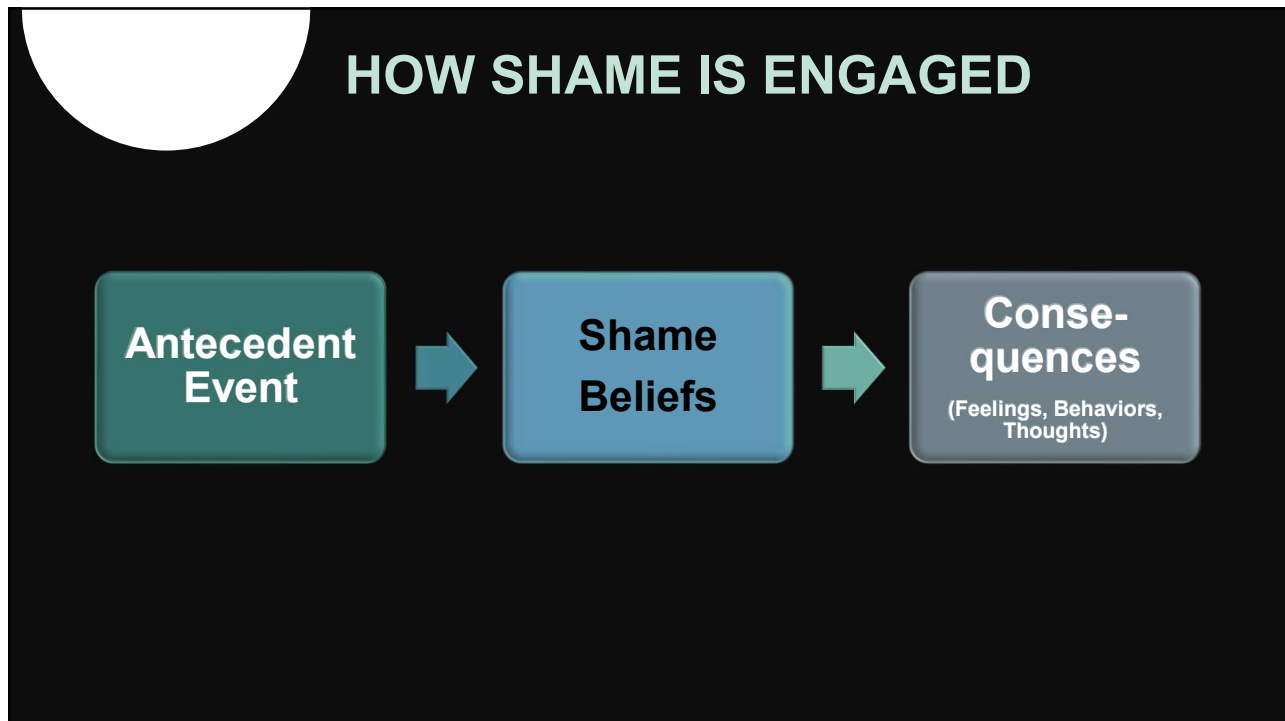 HOW SHAME IS ENGAGED
Antecedent
Event
Shame
Beliefs
Conse-
quences
(Feelings, Behaviors,
Thoughts)